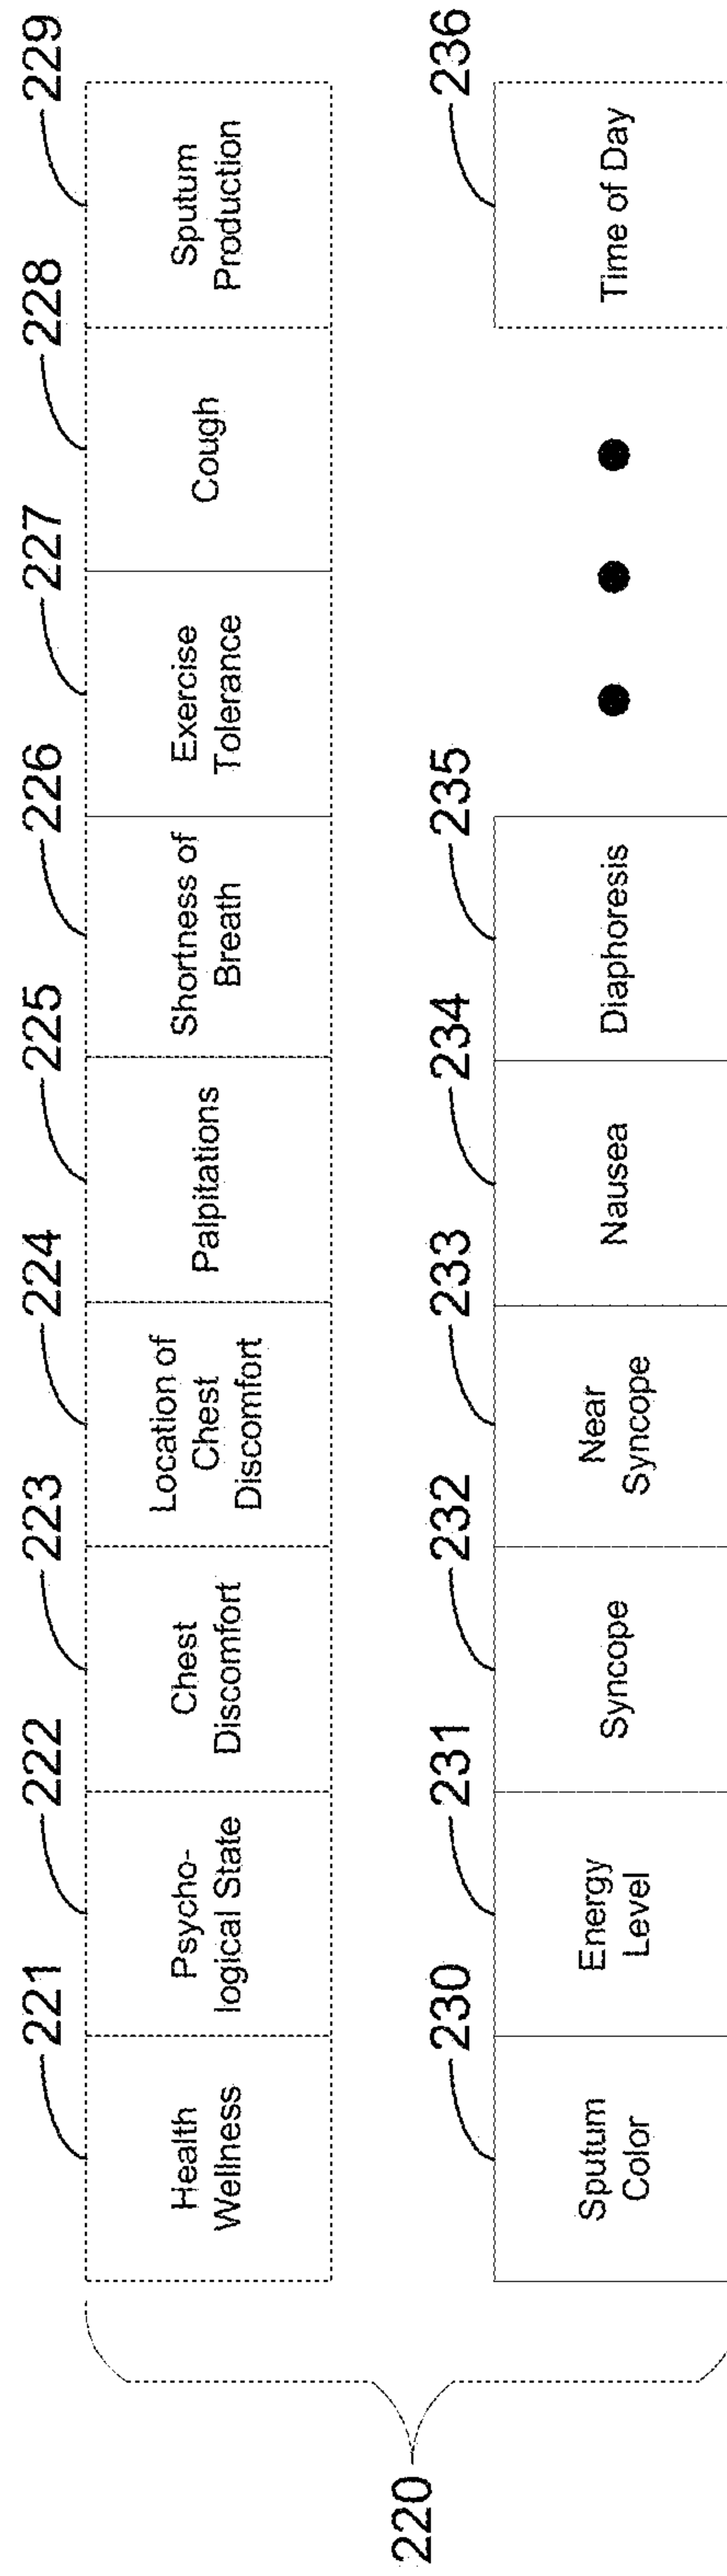 221
222
223
224
225
226
227
228
229
Health
Wellness
Psycho-
logical State
Chest
Discomfort
Location of
Chest
Discomfort
Palpitations
Shortness of
Breath
Exercise
Tolerance
Cough
Sputum
Production
220
230
231
232
233
234
235
236
Sputum
Color
Energy
Level
Syncope
Near
Syncope
Nausea
Diaphoresis
Time of Day